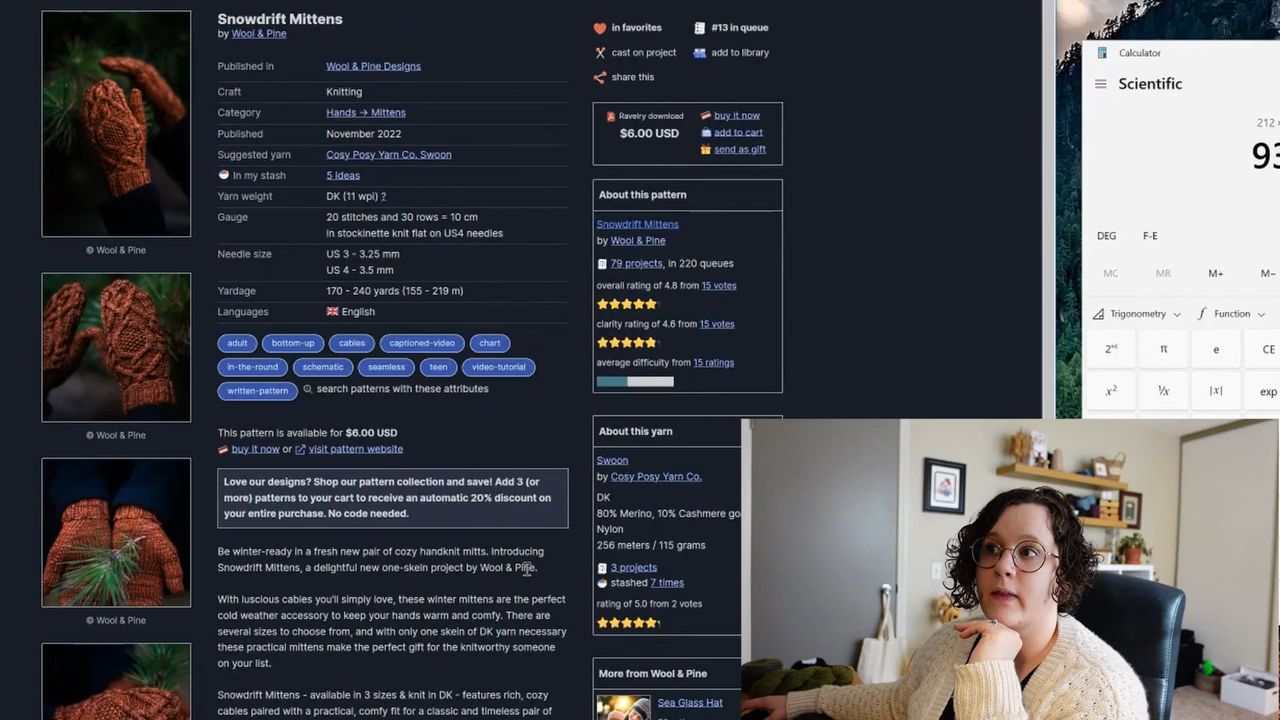 Snowdrift Mittens
by Wool & Pine
Published in Wool & Pine Designs
Craft Knitting
Category Hands → Mittens
Published November 2022
Suggested yarn Cosy Posy Yarn Co. Swoon
In my stash 5 ideas
Yarn weight DK (11 wpi) ?
Gauge 20 stitches and 30 rows = 10 cm
in stockinette knit flat on US4 needles
Needle size US 3 - 3.25 mm
US 4 - 3.5 mm
Yardage 170 - 240 yards (155 - 219 m)
Languages English
adult bottom-up cables captioned-video chart
in-the-round schematic seamless teen video-tutorial
written-pattern search patterns with these attributes
This pattern is available for $6.00 USD
buy it now or visit pattern website
Love our designs? Shop our pattern collection and save! Add 3 (or
more) patterns to your cart to receive an automatic 20% discount on
your entire purchase. No code needed.
Be winter-ready in a fresh new pair of cozy handknit mitts. Introducing
Snowdrift Mittens, a delightful new one-skein project by Wool & Pine.
With luscious cables you'll simply love, these winter mittens are the perfect
cold weather accessory to keep your hands warm and comfy. There are
several sizes to choose from, and with only one skein of DK yarn necessary
these practical mittens make the perfect gift for the knitworthy someone
on your list.
Snowdrift Mittens - available in 3 sizes & knit in DK - features rich, cozy
cables paired with a practical, comfy fit for a classic and timeless pair of
© Wool & Pine
© Wool & Pine
© Wool & Pine
in favorites #13 in queue
cast on project add to library
share this
Ravelry download
$6.00 USD
buy it now
add to cart
send as gift
About this pattern
Snowdrift Mittens
by Wool & Pine
79 projects, in 220 queues
overall rating of 4.8 from 15 votes
clarity rating of 4.6 from 15 votes
average difficulty from 15 ratings
About this yarn
Swoon
by Cosy Posy Yarn Co.
DK
80% Merino, 10% Cashmere
Nylon
256 meters / 115 grams
3 projects
stashed 7 times
rating of 5.0 from 2 votes
More from Wool & Pine
Sea Glass Hat
Calculator
Scientific
212 ×
93
DEG F-E
MC MR M+ M−
Trigonometry Function
2ⁿᵈ π e CE
x² ¹/x |x| exp